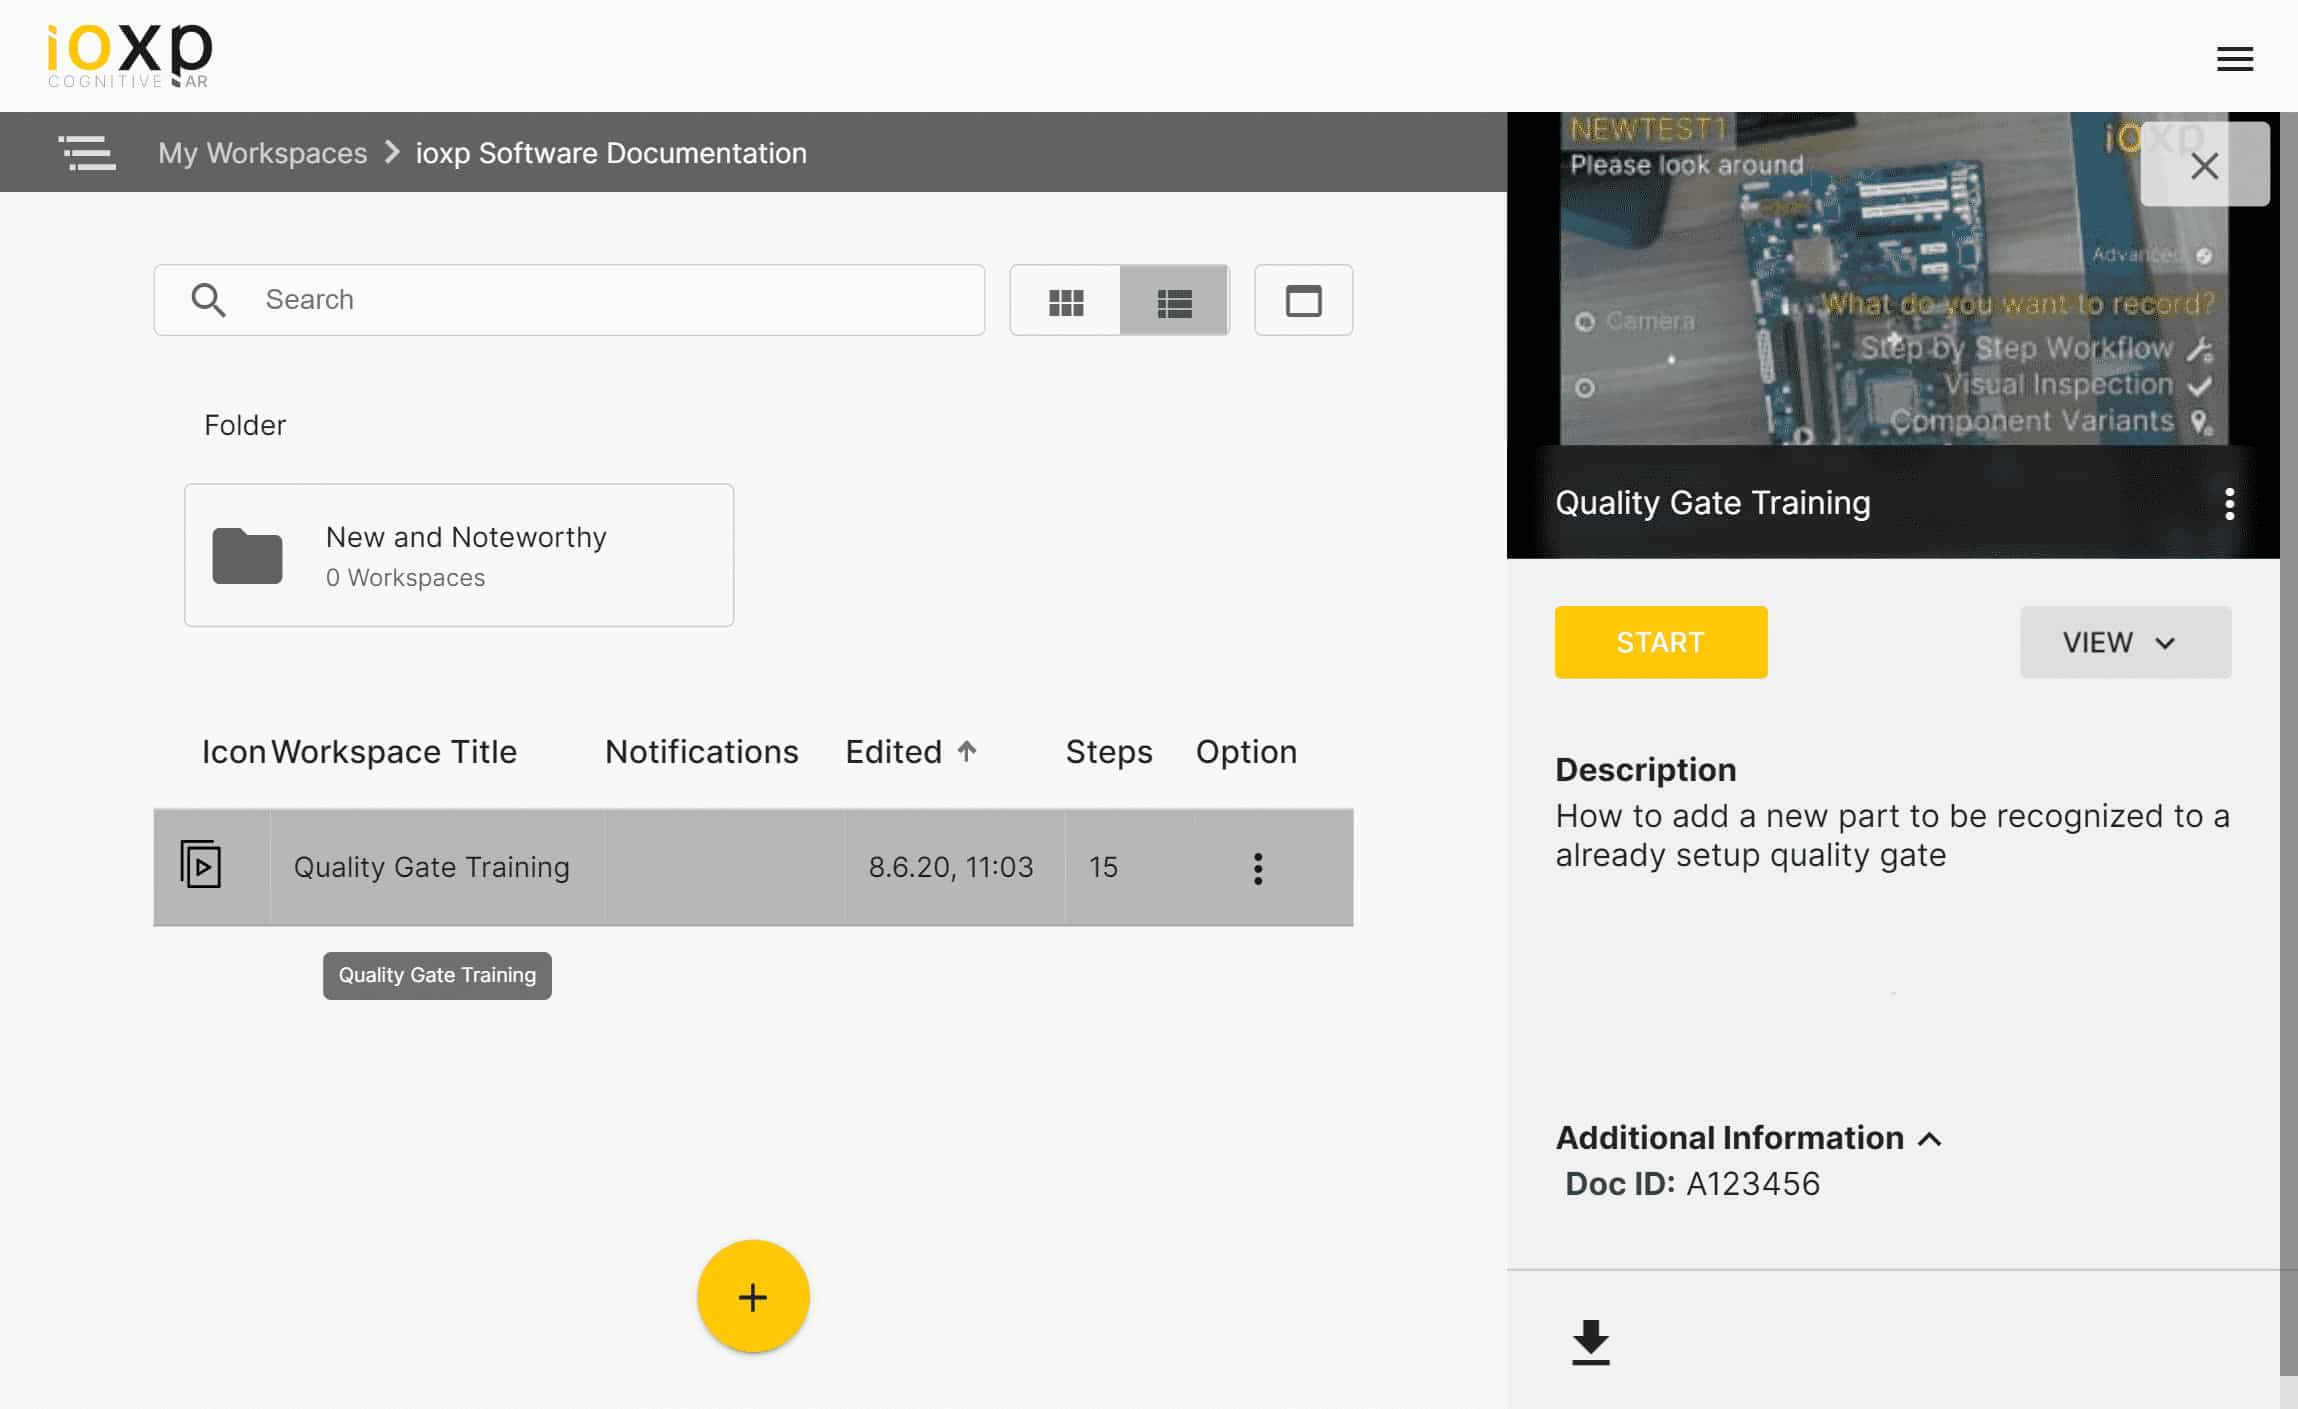 ioxp
COGNITIVE AR
My Workspaces > ioxp Software Documentation
Search
Folder
New and Noteworthy
0 Workspaces
Icon Workspace Title Notifications Edited Steps Option
Quality Gate Training 8.6.20, 11:03 15
Quality Gate Training
NEWTEST1
Please look around
ioxp
Advanced
What do you want to record?
Camera
Step by Step Workflow
Visual Inspection
Component Variants
Quality Gate Training
START
VIEW
Description
How to add a new part to be recognized to a
already setup quality gate
Additional Information
Doc ID: A123456